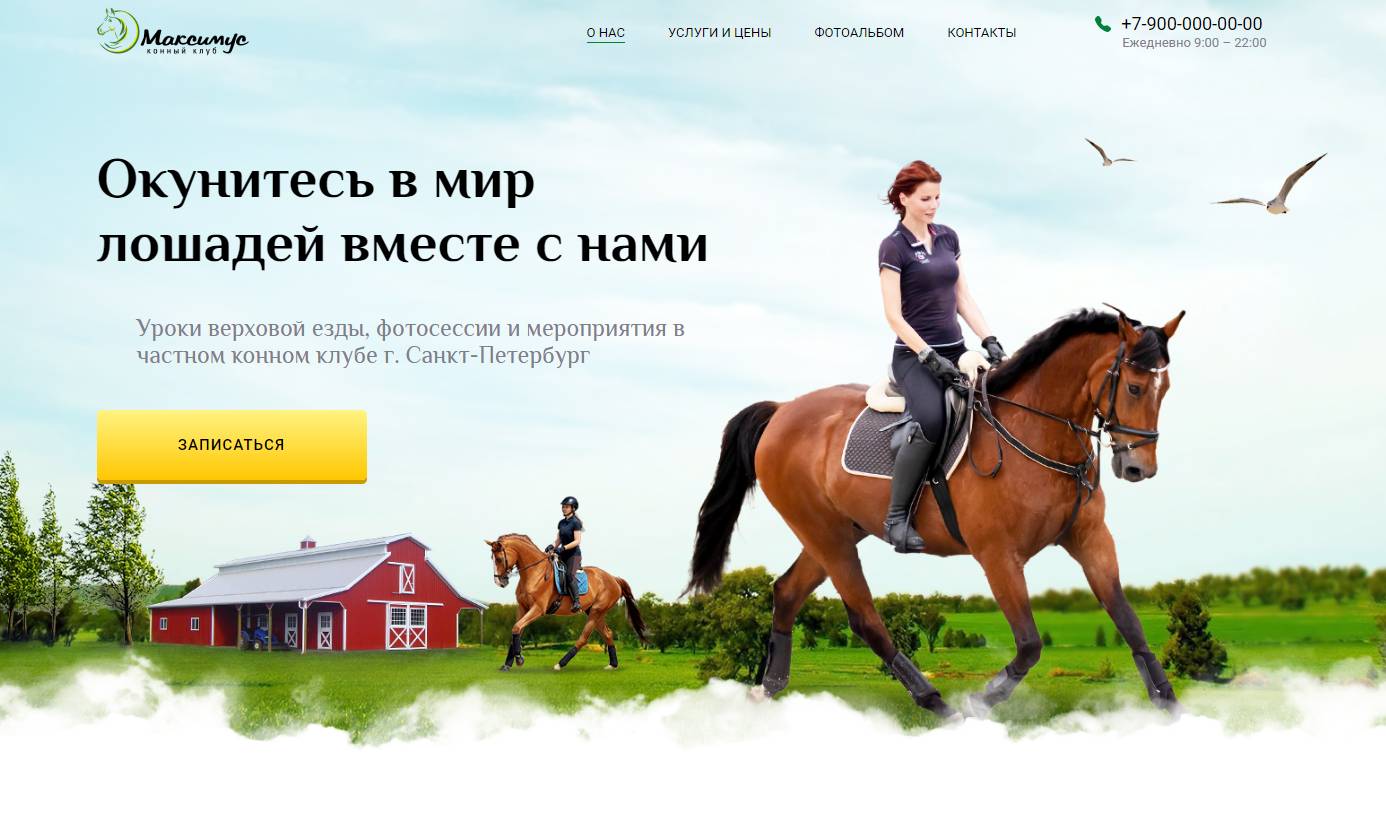 Максимус
конный клуб
О НАС
УСЛУГИ И ЦЕНЫ
ФОТОАЛЬБОМ
КОНТАКТЫ
+7-900-000-00-00
Ежедневно 9:00 – 22:00
Окунитесь в мир
лошадей вместе с нами
Уроки верховой езды, фотосессии и мероприятия в
частном конном клубе г. Санкт-Петербург
ЗАПИСАТЬСЯ